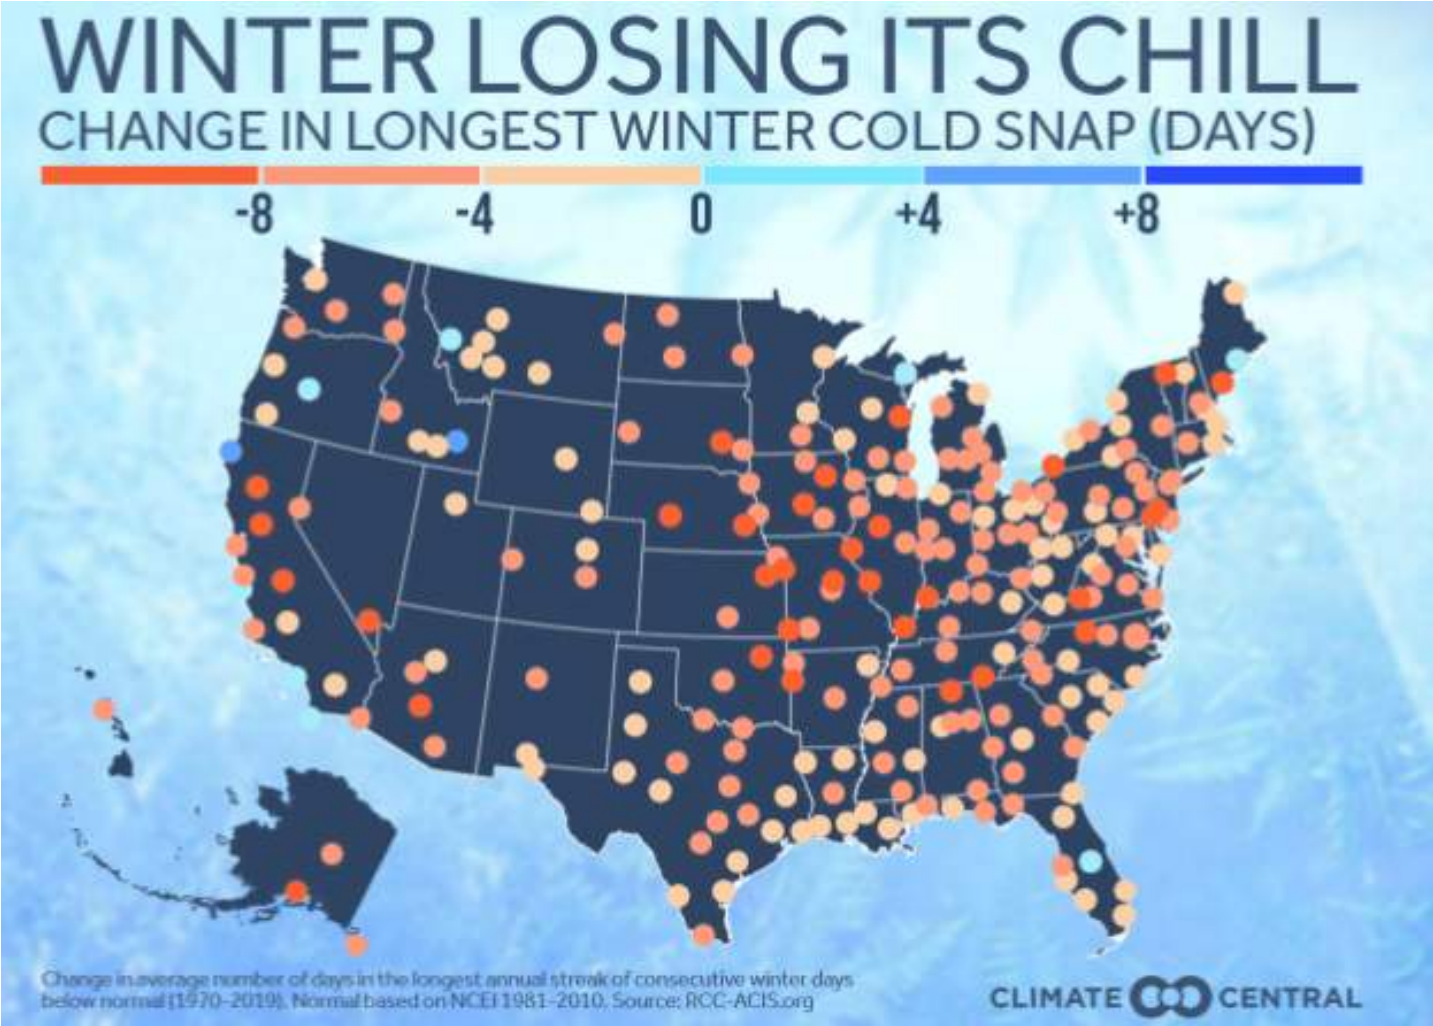 WINTER LOSING ITS CHILL
CHANGE IN LONGEST WINTER COLD SNAP (DAYS)
-8 -4 0 +4 +8
Change in average number of days in the longest annual streak of consecutive winter days
below normal (1970-2019). Normal based on NCEI 1981-2010. Source: RCC-ACIS.org
CLIMATE CENTRAL